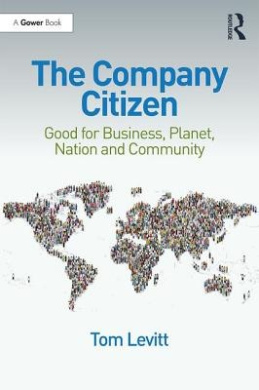 A Gower Book
R
ROUTLEDGE
The Company
Citizen
Good for Business, Planet,
Nation and Community
Tom Levitt